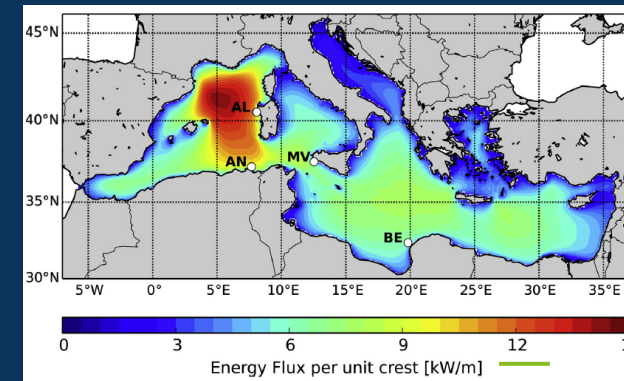 45°N
40°N
35°N
30°N
AL
AN
MV
BE
5°W 0° 5°E 10°E 15°E 20°E 25°E 30°E 35°E
0 3 6 9 12
Energy Flux per unit crest [kW/m]